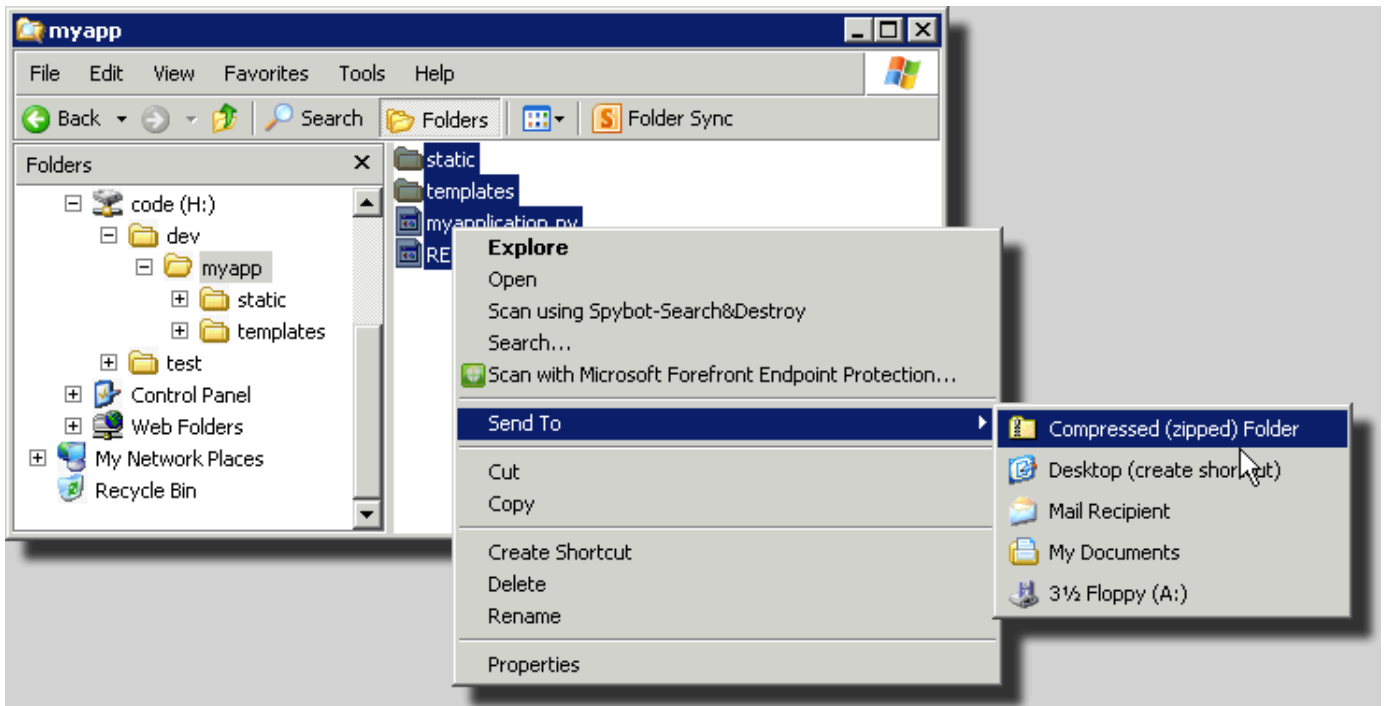 myapp
File Edit View Favorites Tools Help
Back Search Folders Folder Sync
Folders
code (H:)
dev
myapp
static
templates
test
Control Panel
Web Folders
My Network Places
Recycle Bin
static
templates
myapplication.py
RE
Explore
Open
Scan using Spybot-Search&Destroy
Search...
Scan with Microsoft Forefront Endpoint Protection...
Send To
Cut
Copy
Create Shortcut
Delete
Rename
Properties
Compressed (zipped) Folder
Desktop (create shortcut)
Mail Recipient
My Documents
3½ Floppy (A:)